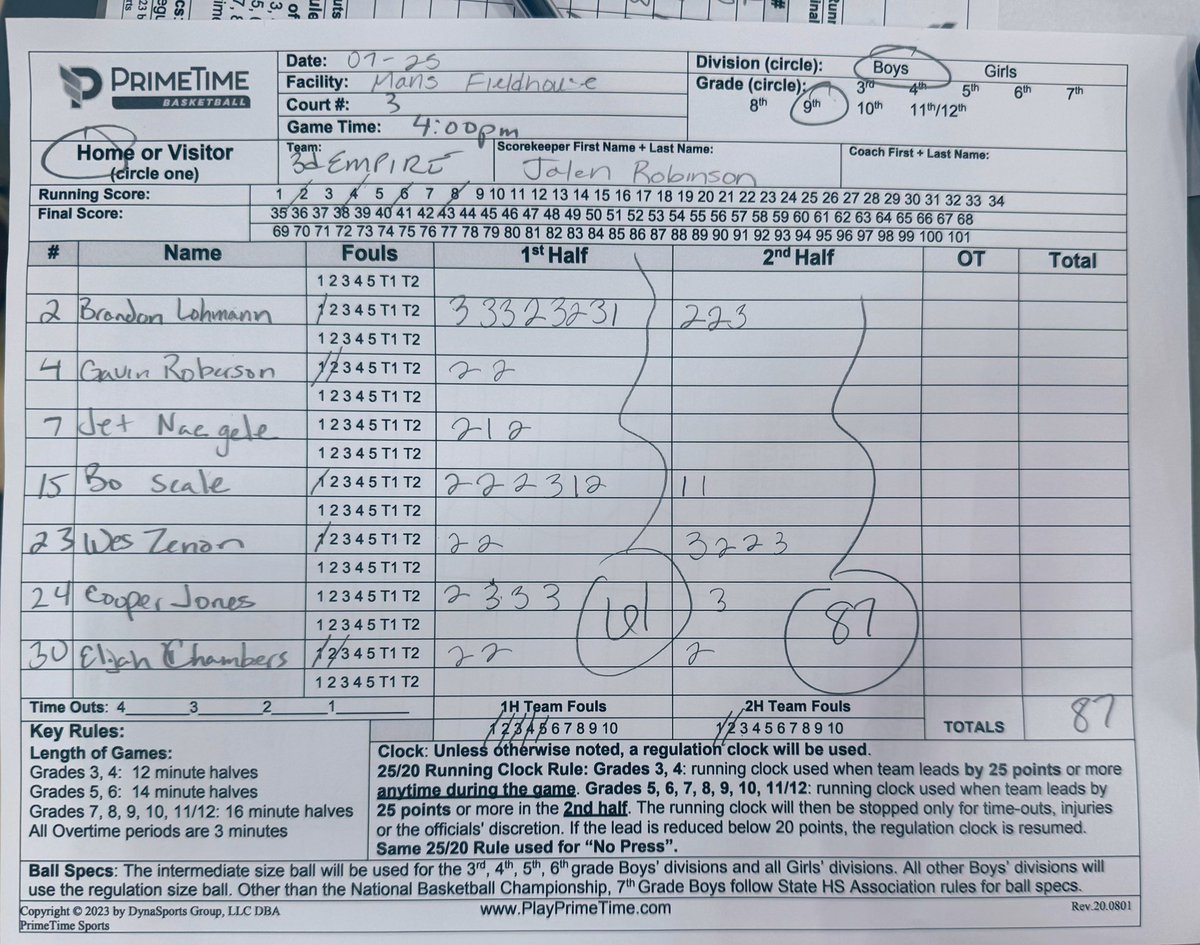 PRIMETIME
BASKETBALL
Date: 07-25
Facility: Mars Fieldhouse
Court #: 3
Game Time: 4:00pm
Division (circle): Boys Girls
Grade (circle): 3rd 4th 5th 6th 7th
8th 9th 10th 11th/12th
Home or Visitor
(circle one)
Team: 3d EMPIRE
Scorekeeper First Name + Last Name:
Jalen Robinson
Coach First + Last Name:
Running Score: 1 2 3 4 5 6 7 8 9 10 11 12 13 14 15 16 17 18 19 20 21 22 23 24 25 26 27 28 29 30 31 32 33 34
Final Score: 35 36 37 38 39 40 41 42 43 44 45 46 47 48 49 50 51 52 53 54 55 56 57 58 59 60 61 62 63 64 65 66 67 68
69 70 71 72 73 74 75 76 77 78 79 80 81 82 83 84 85 86 87 88 89 90 91 92 93 94 95 96 97 98 99 100 101
# Name Fouls 1st Half 2nd Half OT Total
1 2 3 4 5 T1 T2
2 Brandon Lohmann 1 2 3 4 5 T1 T2 3 3 3 2 3 2 3 1 2 2 3
1 2 3 4 5 T1 T2
4 Gavin Roberson 1 2 3 4 5 T1 T2 2 2
1 2 3 4 5 T1 T2
7 Jet Naegele 1 2 3 4 5 T1 T2 2 1 2
1 2 3 4 5 T1 T2
15 Bo Scale 1 2 3 4 5 T1 T2 2 2 2 3 1 2 1 1
1 2 3 4 5 T1 T2
23 Wes Zenon 1 2 3 4 5 T1 T2 2 2 3 2 2 3
1 2 3 4 5 T1 T2
24 Cooper Jones 1 2 3 4 5 T1 T2 2 3 3 3 61 3 87
1 2 3 4 5 T1 T2
30 Elijah Chambers 1 2 3 4 5 T1 T2 2 2 2
1 2 3 4 5 T1 T2
Time Outs: 4 3 2 1
1H Team Fouls
1 2 3 4 5 6 7 8 9 10
2H Team Fouls
1 2 3 4 5 6 7 8 9 10
TOTALS 87
Key Rules:
Length of Games:
Grades 3, 4: 12 minute halves
Grades 5, 6: 14 minute halves
Grades 7, 8, 9, 10, 11/12: 16 minute halves
All Overtime periods are 3 minutes
Clock: Unless otherwise noted, a regulation clock will be used.
25/20 Running Clock Rule: Grades 3, 4: running clock used when team leads by 25 points or more
anytime during the game. Grades 5, 6, 7, 8, 9, 10, 11/12: running clock used when team leads by
25 points or more in the 2nd half. The running clock will then be stopped only for time-outs, injuries
or the officials' discretion. If the lead is reduced below 20 points, the regulation clock is resumed.
Same 25/20 Rule used for "No Press".
Ball Specs: The intermediate size ball will be used for the 3rd, 4th, 5th, 6th grade Boys' divisions and all Girls' divisions. All other Boys' divisions will
use the regulation size ball. Other than the National Basketball Championship, 7th Grade Boys follow State HS Association rules for ball specs.
Copyright © 2023 by DynaSports Group, LLC DBA
PrimeTime Sports
www.PlayPrimeTime.com
Rev.20.0801